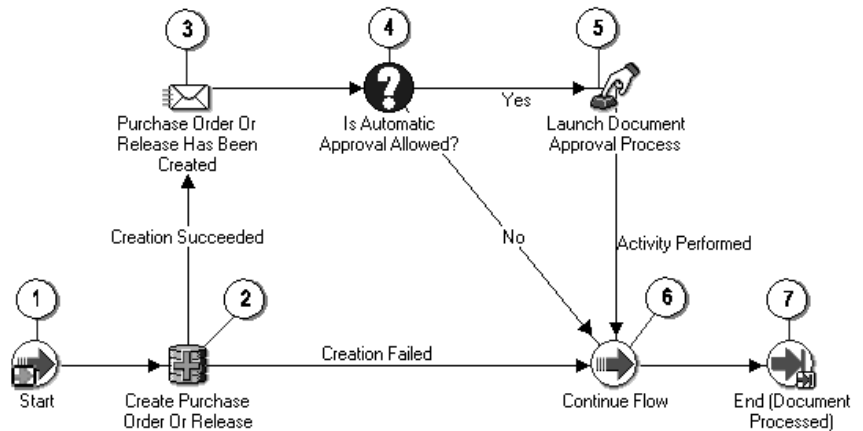 3
4
5
Purchase Order Or
Release Has Been
Created
Is Automatic
Approval Allowed?
Yes
Launch Document
Approval Process
Creation Succeeded
No
Activity Performed
1
2
6
7
Creation Failed
Start
Create Purchase
Order Or Release
Continue Flow
End (Document
Processed)